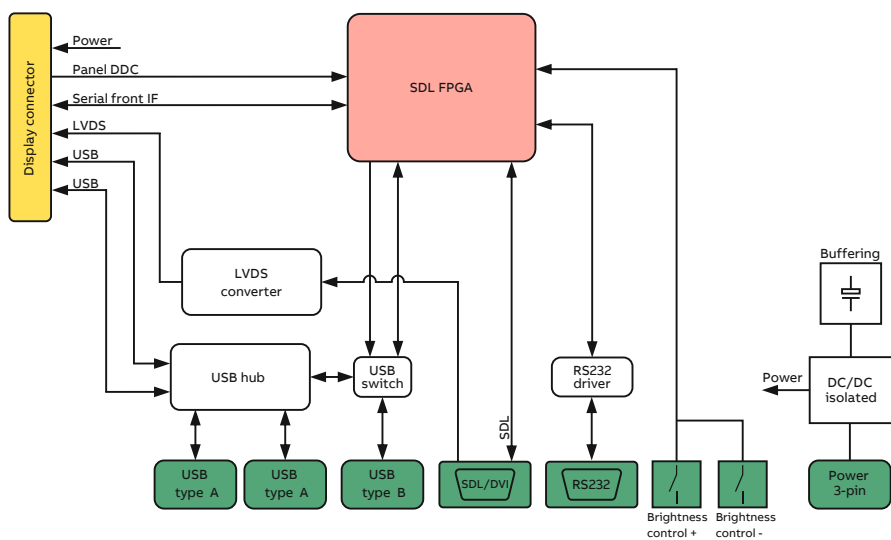 Display connector
Power
Panel DDC
Serial front IF
LVDS
USB
USB
SDL FPGA
LVDS
converter
Buffering
USB hub
USB
switch
RS232
driver
Power
DC/DC
isolated
SDL
USB
type A
USB
type A
USB
type B
SDL/DVI
RS232
Power
3-pin
Brightness
control +
Brightness
control -